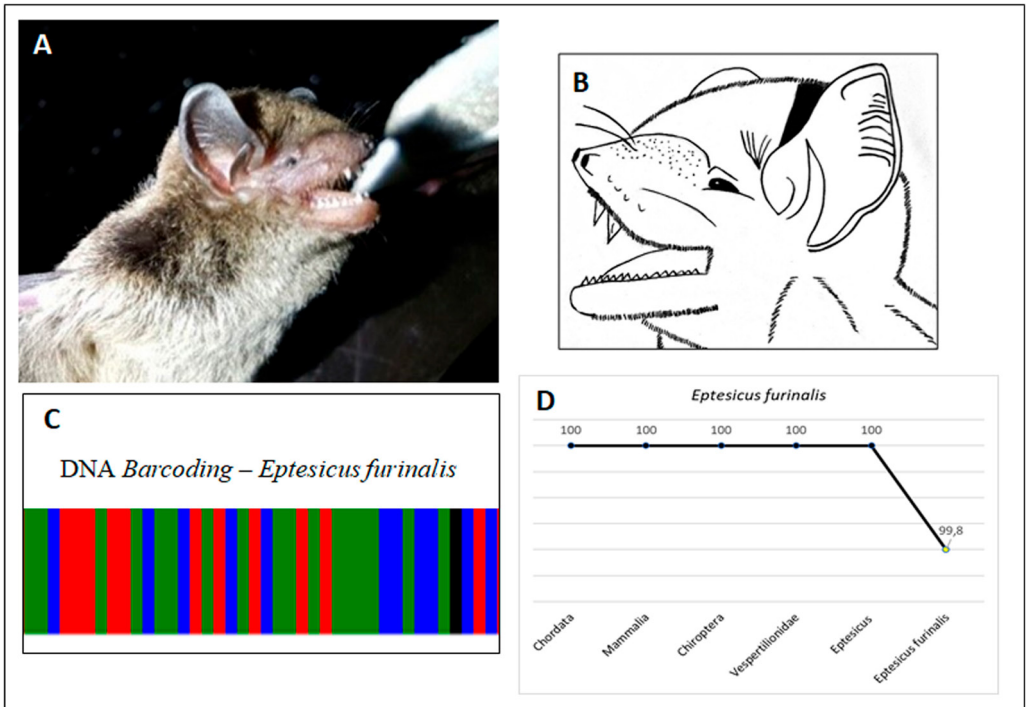 A
B
C
DNA Barcoding – Eptesicus furinalis
D
Eptesicus furinalis
100
100
100
100
100
99,8
Chordata
Mammalia
Chiroptera
Vespertilionidae
Eptesicus
Eptesicus furinalis